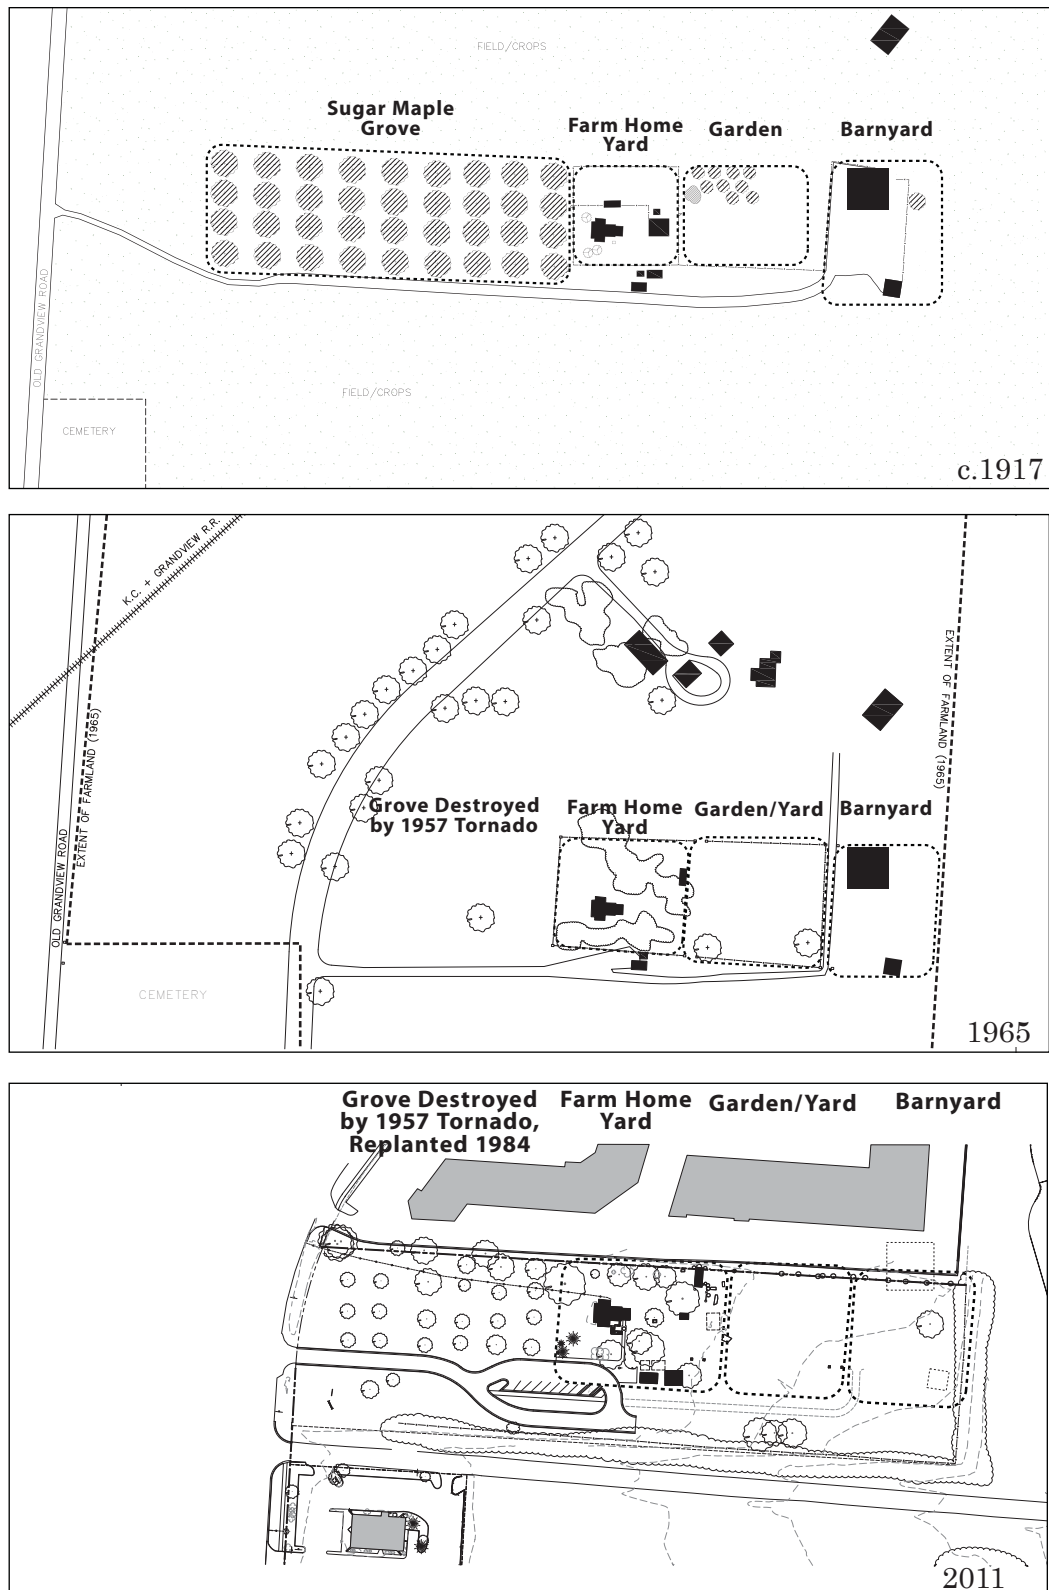 FIELD/CROPS
Sugar Maple
Grove
Farm Home
Yard
Garden
Barnyard
OLD GRANDVIEW ROAD
FIELD/CROPS
CEMETERY
c.1917
K.C. + GRANDVIEW R.R.
EXTENT OF FARMLAND (1965)
EXTENT OF FARMLAND (1965)
Grove Destroyed
by 1957 Tornado
Farm Home
Yard
Garden/Yard
Barnyard
OLD GRANDVIEW ROAD
CEMETERY
1965
Grove Destroyed
by 1957 Tornado,
Replanted 1984
Farm Home
Yard
Garden/Yard
Barnyard
2011